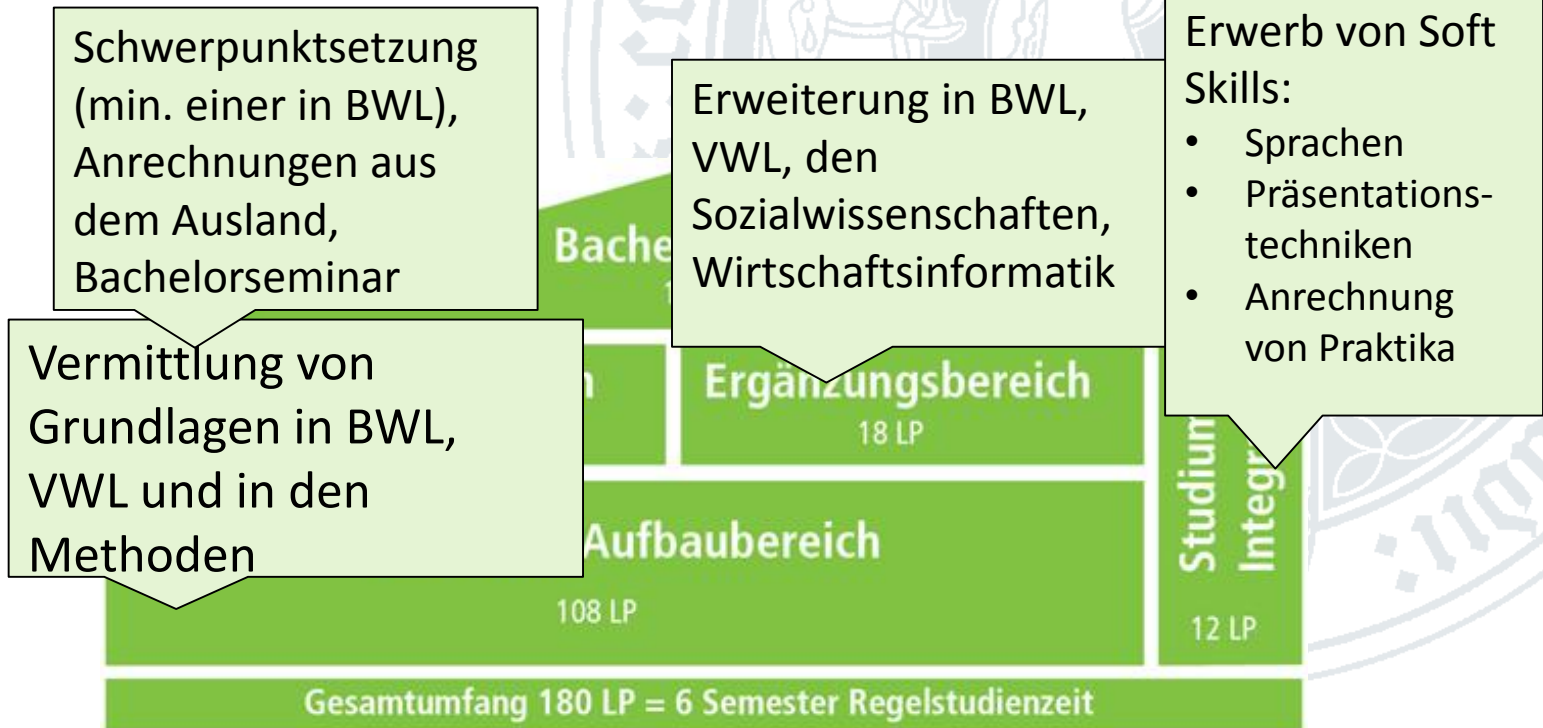 Schwerpunktsetzung
(min. einer in BWL),
Anrechnungen aus
dem Ausland,
Bachelorseminar
Erweiterung in BWL,
VWL, den
Sozialwissenschaften,
Wirtschaftsinformatik
Erwerb von Soft
Skills:
• Sprachen
• Präsentations-
techniken
• Anrechnung
von Praktika
Vermittlung von
Grundlagen in BWL,
VWL und in den
Methoden
Ergänzungsbereich
18 LP
Aufbaubereich
108 LP
Studium
12 LP
Gesamtumfang 180 LP = 6 Semester Regelstudienzeit